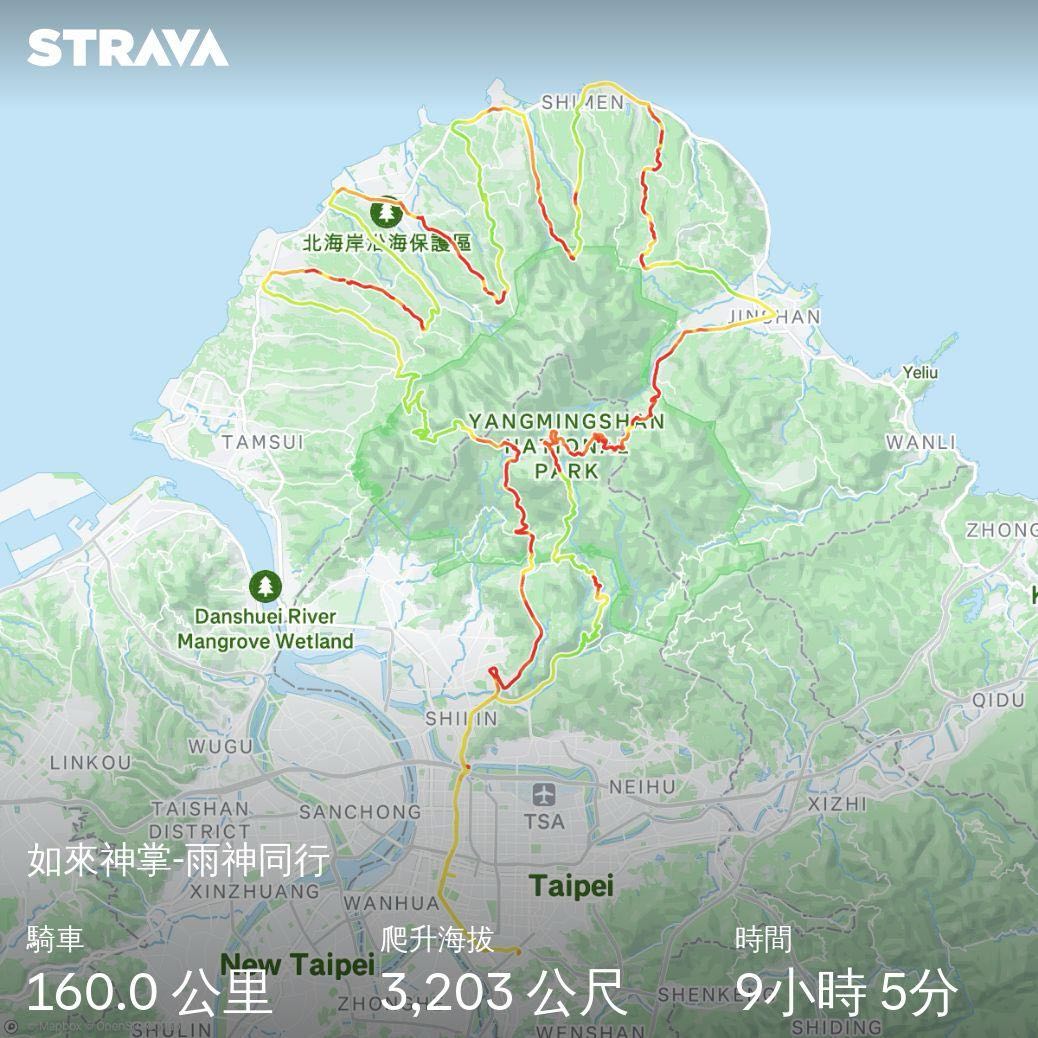 STRAVA
SHIMEN
北海岸沿海保護區
JINSHAN
Yeliu
YANGMINGSHAN
NATIONAL
PARK
TAMSUI
WANLI
ZHONG
Danshuei River
Mangrove Wetland
QIDU
SHILIN
WUGU
LINKOU
NEIHU
XIZHI
TAISHAN
DISTRICT
SANCHONG
TSA
如來神掌-雨神同行
XINZHUANG
Taipei
WANHUA
騎車
爬升海拔
時間
New Taipei
160.0 公里
3,203 公尺
9小時 5分
SHENKENG
ZHONGHE
SHULIN
WENSHAN
SHIDING
© Mapbox © OpenStreetMap